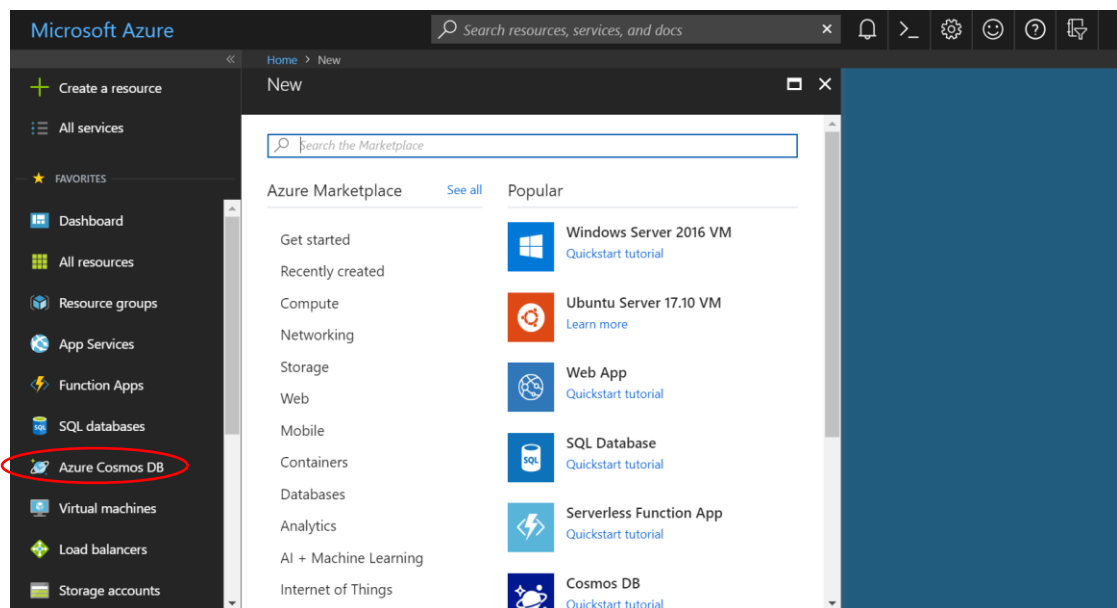 Microsoft Azure
Search resources, services, and docs
Home > New
Create a resource
All services
FAVORITES
Dashboard
All resources
Resource groups
App Services
Function Apps
SQL databases
Azure Cosmos DB
Virtual machines
Load balancers
Storage accounts
New
Search the Marketplace
Azure Marketplace
See all
Get started
Recently created
Compute
Networking
Storage
Web
Mobile
Containers
Databases
Analytics
AI + Machine Learning
Internet of Things
Popular
Windows Server 2016 VM
Quickstart tutorial
Ubuntu Server 17.10 VM
Learn more
Web App
Quickstart tutorial
SQL
SQL Database
Quickstart tutorial
Serverless Function App
Quickstart tutorial
Cosmos DB
Quickstart tutorial